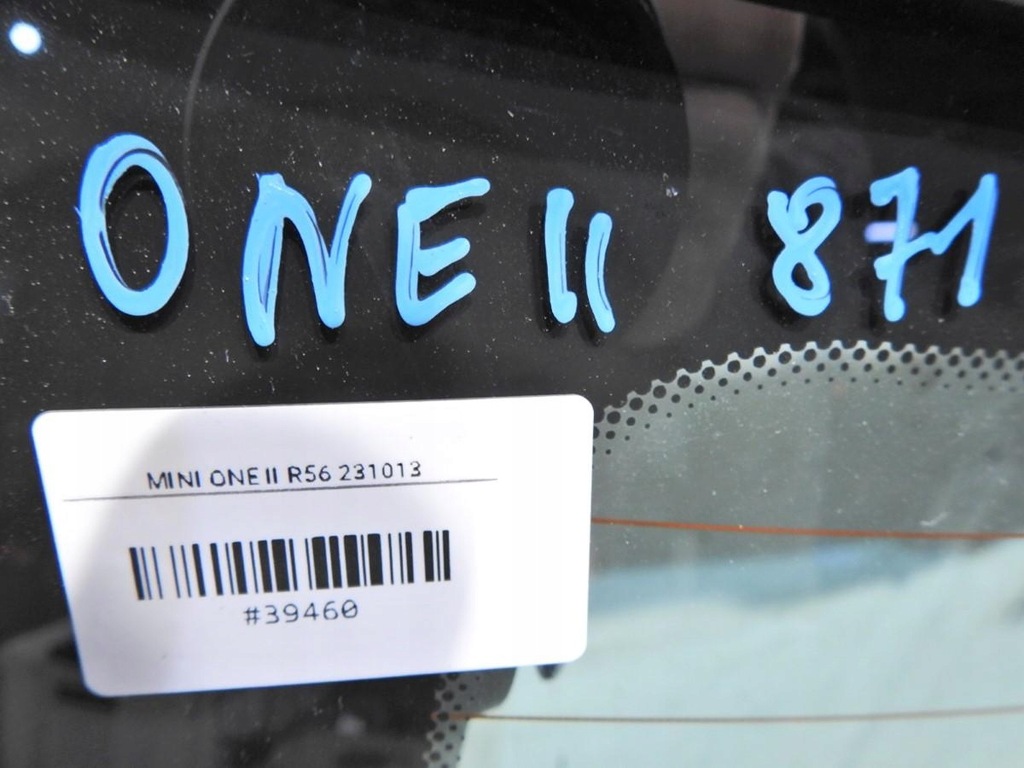 ONE II 871
MINI ONE II R56 231013
#39460